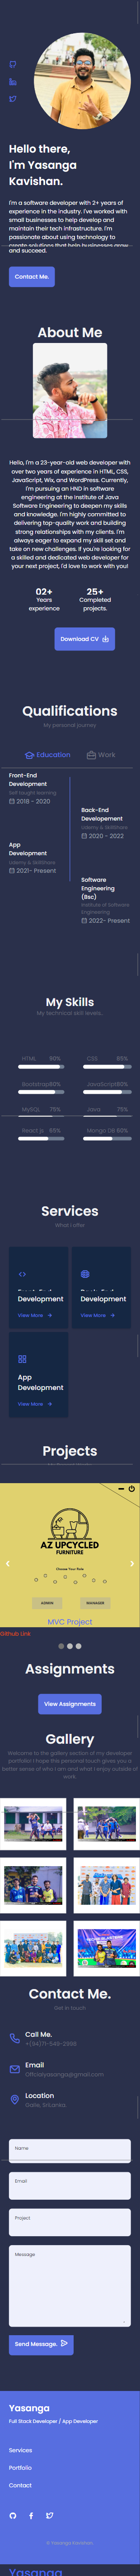 Hello there,
I'm Yasanga
Kavishan.
I'm a software developer with 2+ years of
experience in the industry. I've worked with
small businesses to help develop and
maintain their tech infrastructure. I'm
passionate about using technology to
create solutions that help businesses grow
and succeed.
Contact Me.
About Me
Hello, I'm a 23-year-old web developer with
over two years of experience in HTML, CSS,
JavaScript, Wix, and WordPress. Currently,
I'm pursuing an HND in software
engineering at the Institute of Java
Software Engineering to deepen my skills
and knowledge. I'm highly committed to
delivering top-quality work and building
strong relationships with my clients. I'm
always eager to expand my skill set and
take on new challenges. If you're looking for
a skilled and dedicated web developer for
your next project, I'd love to work with you!
02+ 25+
Years Completed
experience projects.
Download CV
Qualifications
My personal journey
Education Work
Front-End
Development
Self taught learning
2018 - 2020
Back-End
Developement
Udemy & SkillShare
2020 - 2022
App
Development
Udemy & SkillShare
2021- Present
Software
Engineering
(Bsc)
Institute of Software
Engineering
2022- Present
My Skills
My technical skill levels.
HTML 90% CSS 85%
Bootstrap 80% JavaScript 80%
MySQL 75% Java 75%
React js 65% Mongo DB 60%
Services
What I offer
Development Development
View More View More
App
Development
View More
Projects
AZ UPCYCLED
FURNITURE
Choose Your Role
ADMIN MANAGER
MVC Project
Github Link
Assignments
View Assignments
Gallery
Welcome to the gallery section of my developer
portfolio! I hope this personal touch gives you a
better sense of who I am and what I enjoy outside of
work.
Contact Me.
Get in touch
Call Me.
Email
Officialyasanga@gmail.com
Location
Galle, SriLanka.
Name
Email
Project
Message
Send Message.
Yasanga
Full Stack Developer / App Developer
Services
Portfolio
Contact
© Yasanga Kavishan
Yasanga